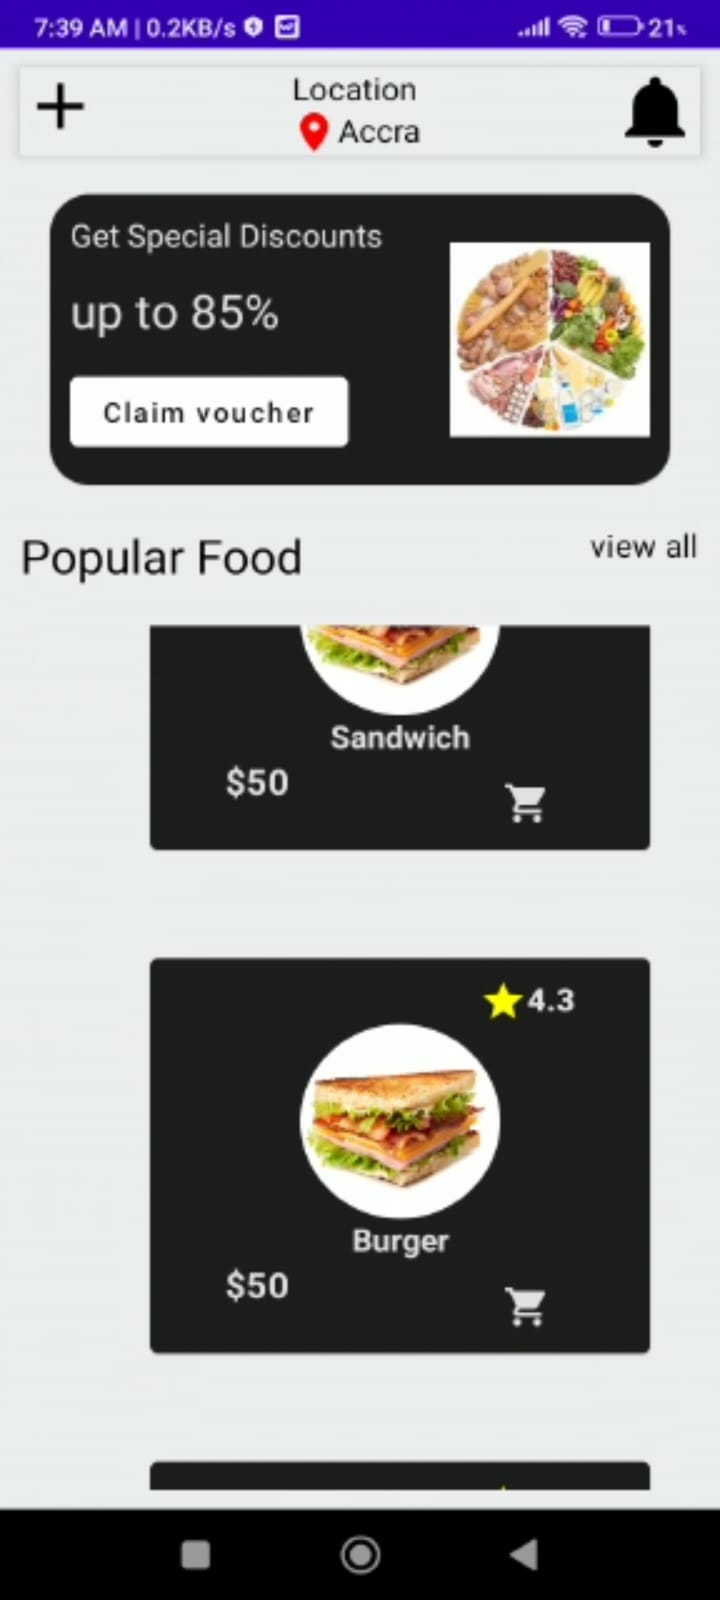 7:39 AM | 0.2KB/s
21%
Location
Accra
Get Special Discounts
up to 85%
Claim voucher
Popular Food
view all
Sandwich
$50
4.3
Burger
$50